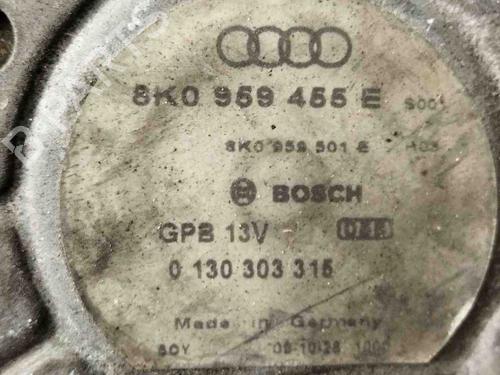 8K0 959 455 E
8K0 959 501 E
BOSCH
GPB 13V
0 130 303 315
Made in Germany